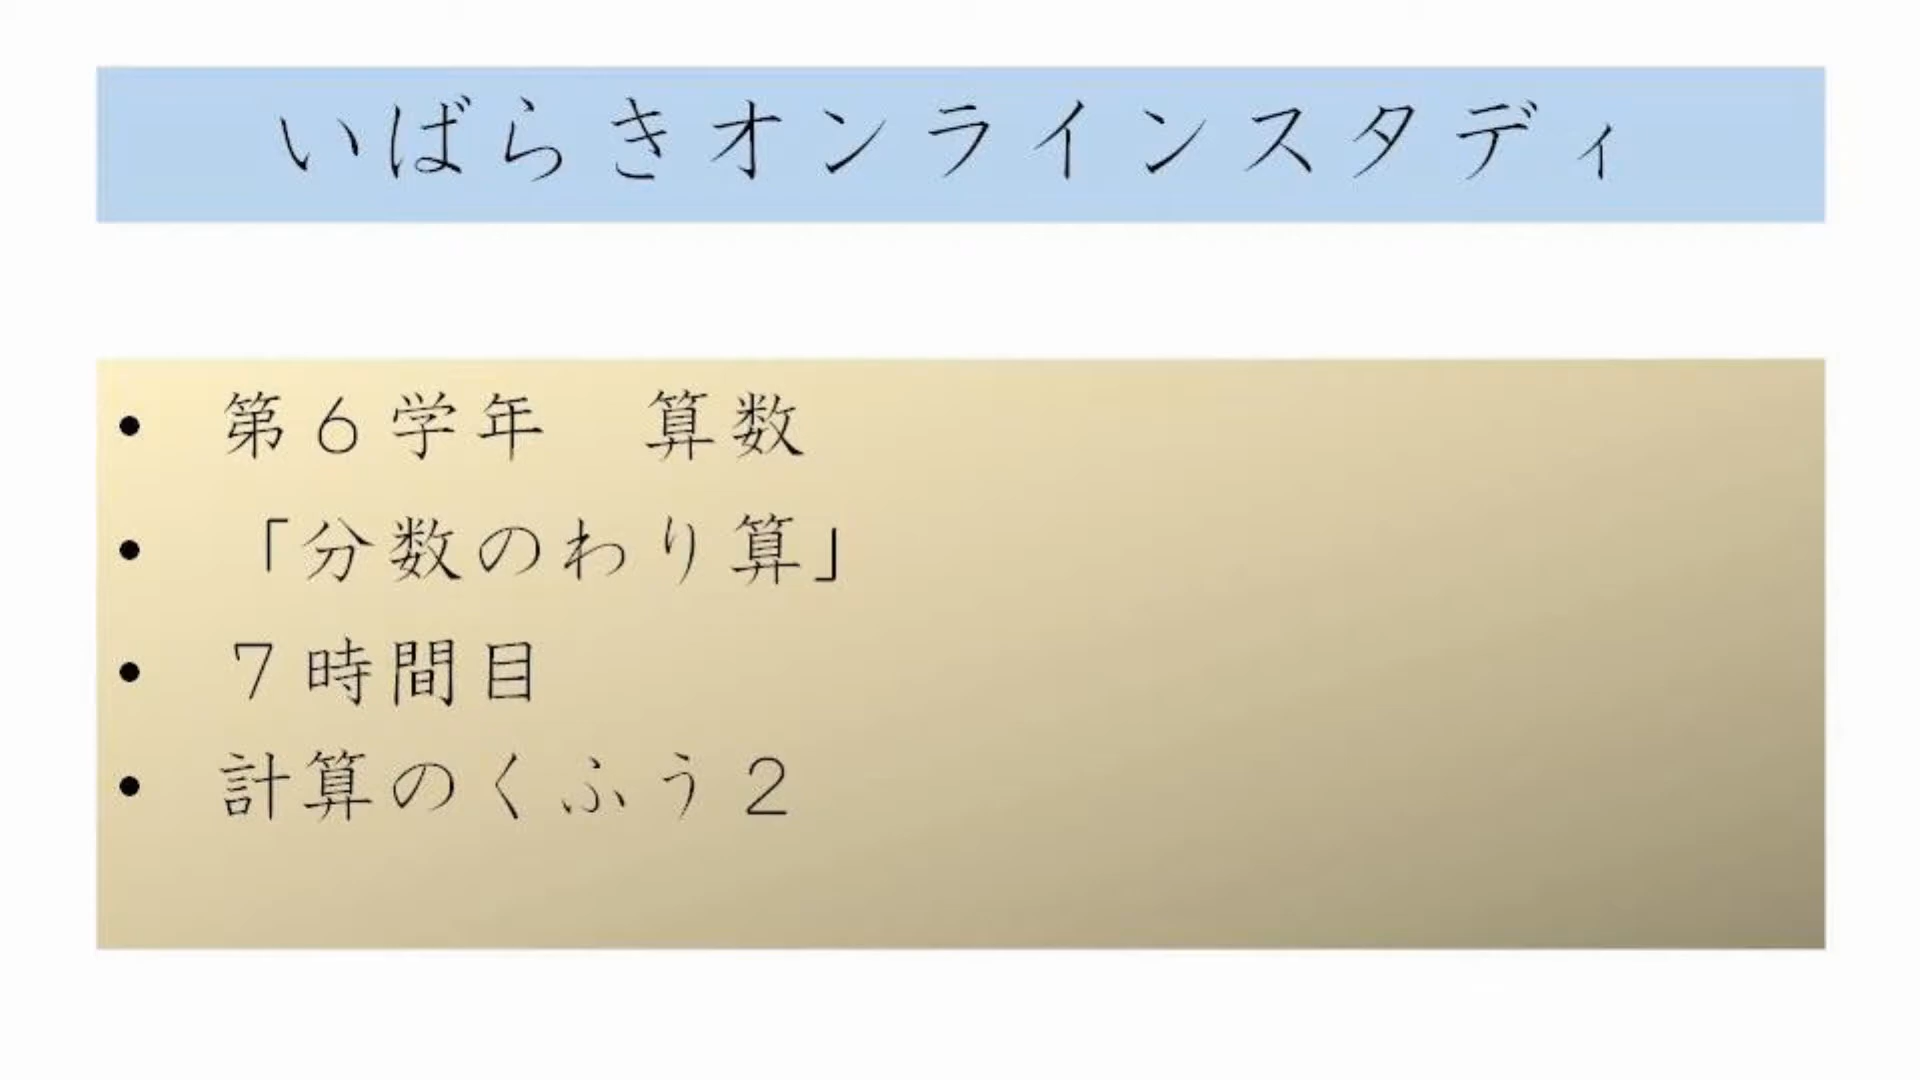 いばらきオンラインスタディ
• 第６学年　算数
• 「分数のわり算」
• ７時間目
• 計算のくふう２